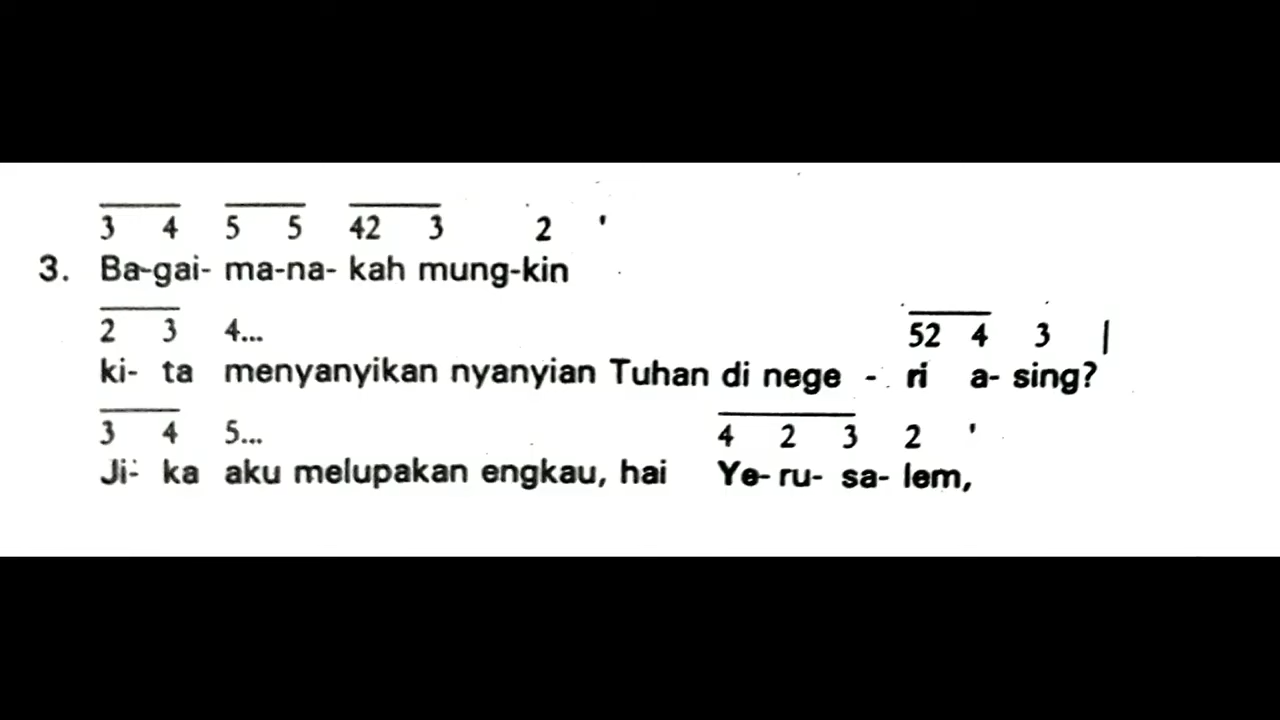 3 4 5 5 42 3 2 '
3. Ba-gai- ma-na- kah mung-kin
2 3 4... 52 4 3 |
ki- ta menyanyikan nyanyian Tuhan di nege - ri a- sing?
3 4 5... 4 2 3 2 '
Ji- ka aku melupakan engkau, hai Ye- ru- sa- lem,